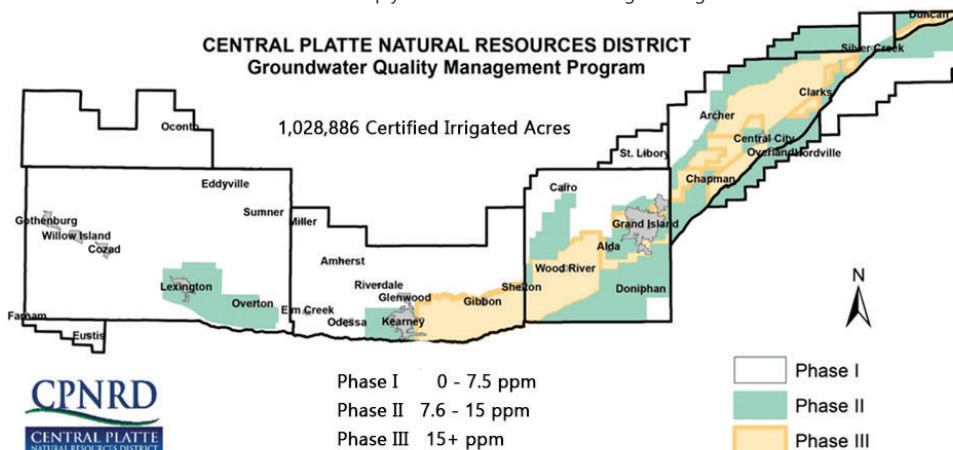 CENTRAL PLATTE NATURAL RESOURCES DISTRICT
Groundwater Quality Management Program
1,028,886 Certified Irrigated Acres
Duncan
Silver Creek
Clarks
Archer
Central City
Overland
Hordville
St. Libory
Chapman
Cairo
Grand Island
Alda
Wood River
Doniphan
Oconto
Eddyville
Sumner
Miller
Gothenburg
Willow Island
Cozad
Amherst
Lexington
Overton
Riverdale
Glenwood
Gibbon
Shelton
Elm Creek
Odessa
Kearney
Farnam
Eustis
N
Phase I 0 - 7.5 ppm
Phase II 7.6 - 15 ppm
Phase III 15+ ppm
Phase I
Phase II
Phase III
CPNRD
CENTRAL PLATTE
NATURAL RESOURCES DISTRICT